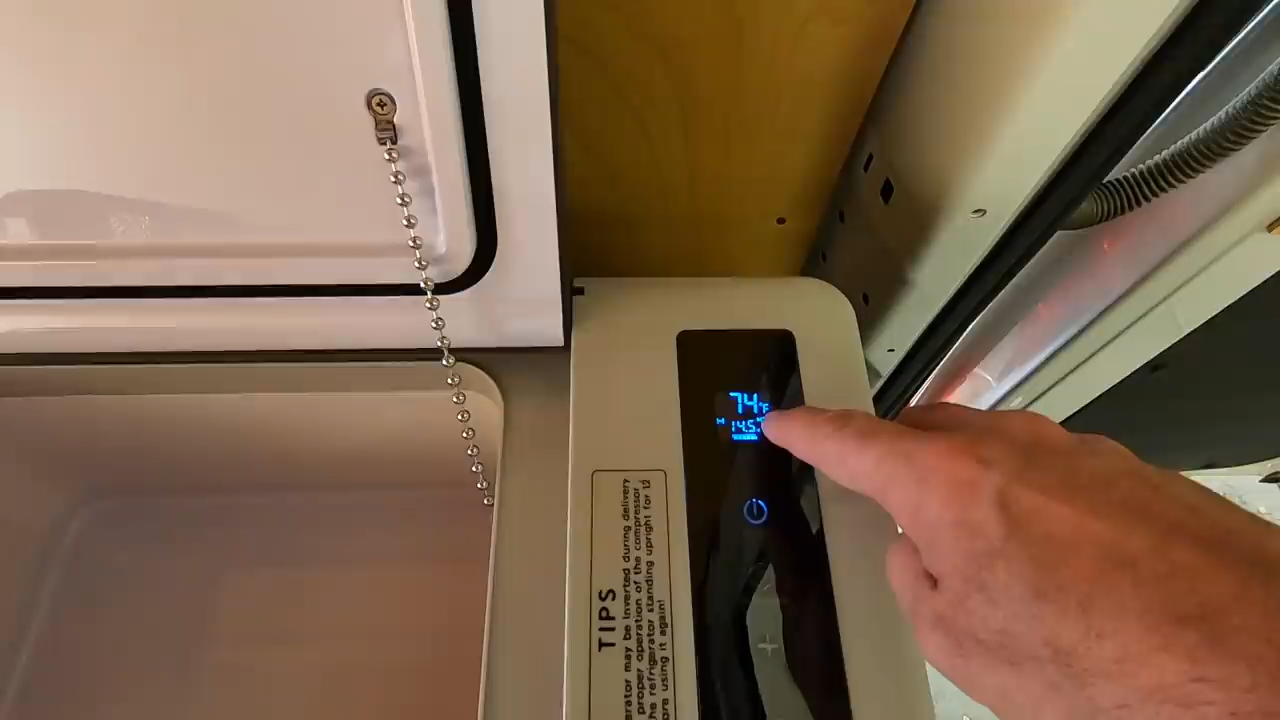 74°F
H 14.5
TIPS
erator may be inverted during delivery
proper operation of the compressor,
he refrigerator standing upright for 12
ore using it again!
+